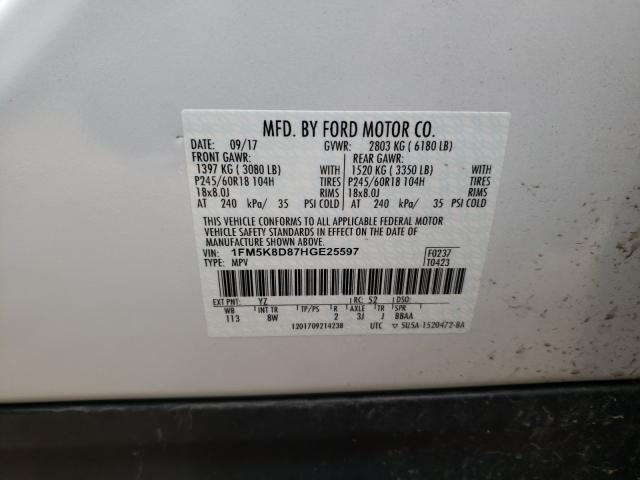 MFD. BY FORD MOTOR CO.
DATE: 09/17 GVWR: 2803 KG ( 6180 LB)
FRONT GAWR: REAR GAWR:
1397 KG ( 3080 LB) WITH 1520 KG ( 3350 LB) WITH
P245/60R18 104H TIRES P245/60R18 104H TIRES
18x8.0J RIMS 18x8.0J RIMS
AT 240 kPa/ 35 PSI COLD AT 240 kPa/ 35 PSI COLD
THIS VEHICLE CONFORMS TO ALL APPLICABLE FEDERAL MOTOR
VEHICLE SAFETY STANDARDS IN EFFECT ON THE DATE OF
MANUFACTURE SHOWN ABOVE.
VIN: 1FM5K8D87HGE25597 F0237
TYPE: MPV T0423
EXT PNT: YZ RC: 52 DSO:
WB INT TR TP/PS R AXLE TR SPR
113 8W 2 3J J BBAA
1201709214238 UTC ▽ 5U5A-1520472-BA